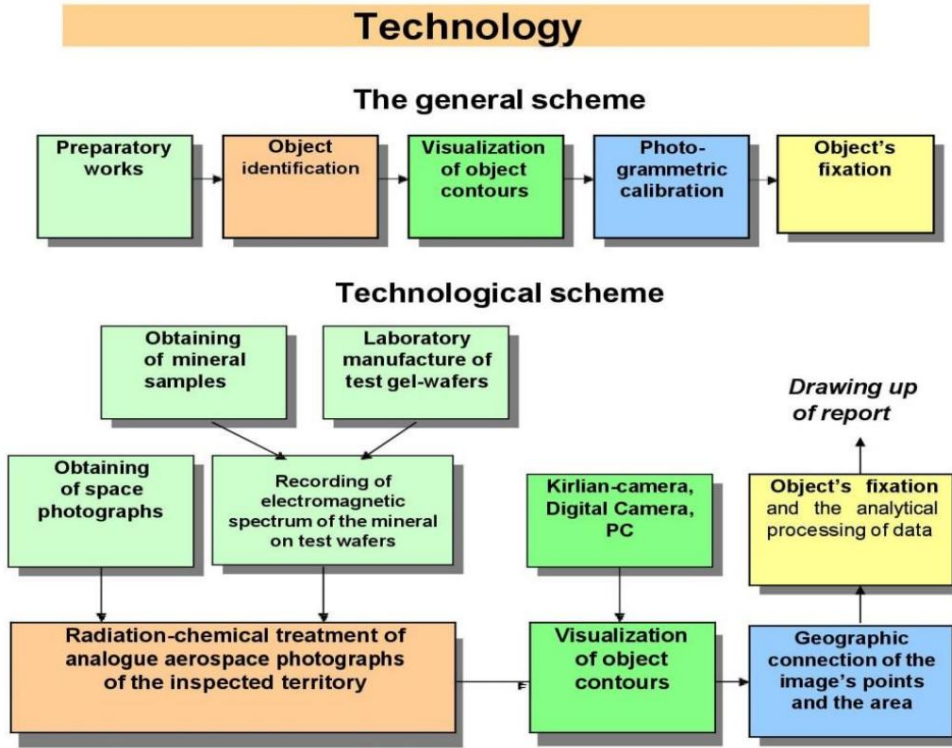 Technology
The general scheme
Preparatory
works
Object
identification
Visualization
of object
contours
Photo-
grammetric
calibration
Object's
fixation
Technological scheme
Obtaining
of mineral
samples
Laboratory
manufacture of
test gel-wafers
Drawing up
of report
Obtaining
of space
photographs
Recording of
electromagnetic
spectrum of the mineral
on test wafers
Kirlian-camera,
Digital Camera,
PC
Object's fixation
and the analytical
processing of data
Radiation-chemical treatment of
analogue aerospace photographs
of the inspected territory
Visualization
of object
contours
Geographic
connection of the
image's points
and the area